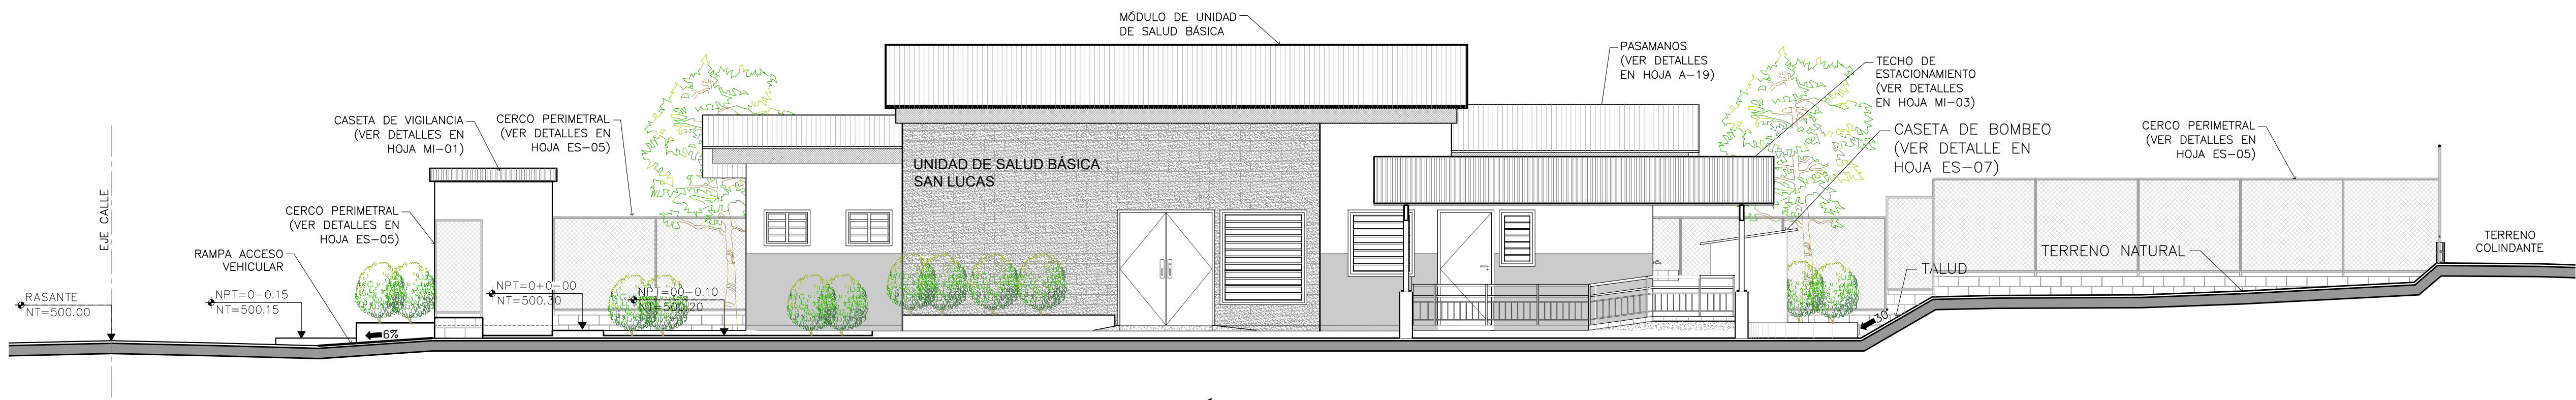 MÓDULO DE UNIDAD
DE SALUD BÁSICA
PASAMANOS
(VER DETALLES
EN HOJA A-19)
TECHO DE
ESTACIONAMIENTO
(VER DETALLES
EN HOJA MI-03)
CASETA DE VIGILANCIA
(VER DETALLES EN
HOJA MI-01)
CERCO PERIMETRAL
(VER DETALLES EN
HOJA ES-05)
CASETA DE BOMBEO
(VER DETALLE EN
HOJA ES-07)
CERCO PERIMETRAL
(VER DETALLES EN
HOJA ES-05)
UNIDAD DE SALUD BÁSICA
SAN LUCAS
EJE CALLE
CERCO PERIMETRAL
(VER DETALLES EN
HOJA ES-05)
RAMPA ACCESO
VEHICULAR
TERRENO
COLINDANTE
TERRENO NATURAL
TALUD
RASANTE
NT=500.00
NPT=0-0.15
NT=500.15
NPT=0+0-00
NT=500.30
NPT=00-0.10
NT=500.20
6%
30°